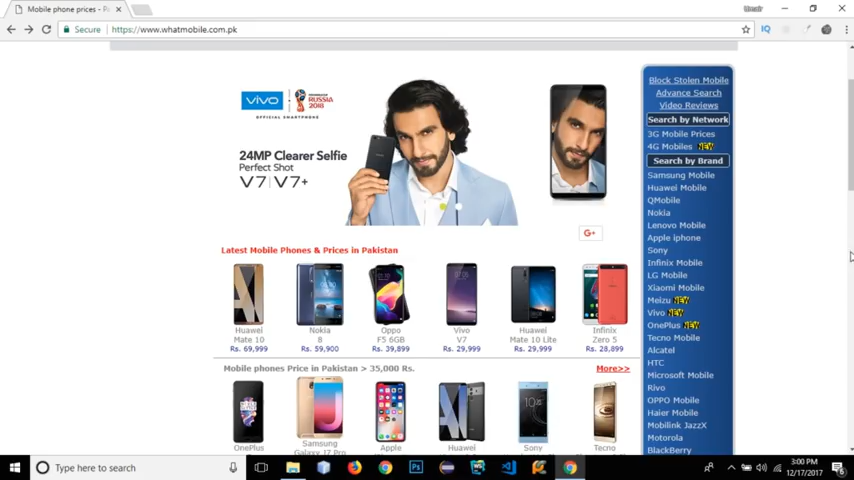 Mobile phone prices - Pa
Secure
https://www.whatmobile.com.pk
vivo
FIFA WORLD CUP
RUSSIA 2018
OFFICIAL SMARTPHONE
24MP Clearer Selfie
Perfect Shot
V7 | V7+
G+
Latest Mobile Phones & Prices in Pakistan
Huawei
Mate 10
Rs. 69,999
Nokia
8
Rs. 59,900
Oppo
F5 6GB
Rs. 39,899
Vivo
V7
Rs. 29,999
Huawei
Mate 10 Lite
Rs. 29,999
Infinix
Zero 5
Rs. 28,899
Mobile phones Price in Pakistan > 35,000 Rs.
More>>
OnePlus
Samsung
Galaxy J7 Pro
Apple
Huawei
Sony
Tecno
Block Stolen Mobile
Advance Search
Video Reviews
Search by Network
3G Mobile Prices
4G Mobiles NEW
Search by Brand
Samsung Mobile
Huawei Mobile
QMobile
Nokia
Lenovo Mobile
Apple iphone
Sony
Infinix Mobile
LG Mobile
Xiaomi Mobile
Meizu NEW
Vivo NEW
OnePlus NEW
Tecno Mobile
Alcatel
HTC
Microsoft Mobile
Rivo
OPPO Mobile
Haier Mobile
Mobilink JazzX
Motorola
BlackBerry
Type here to search
3:00 PM
12/17/2017